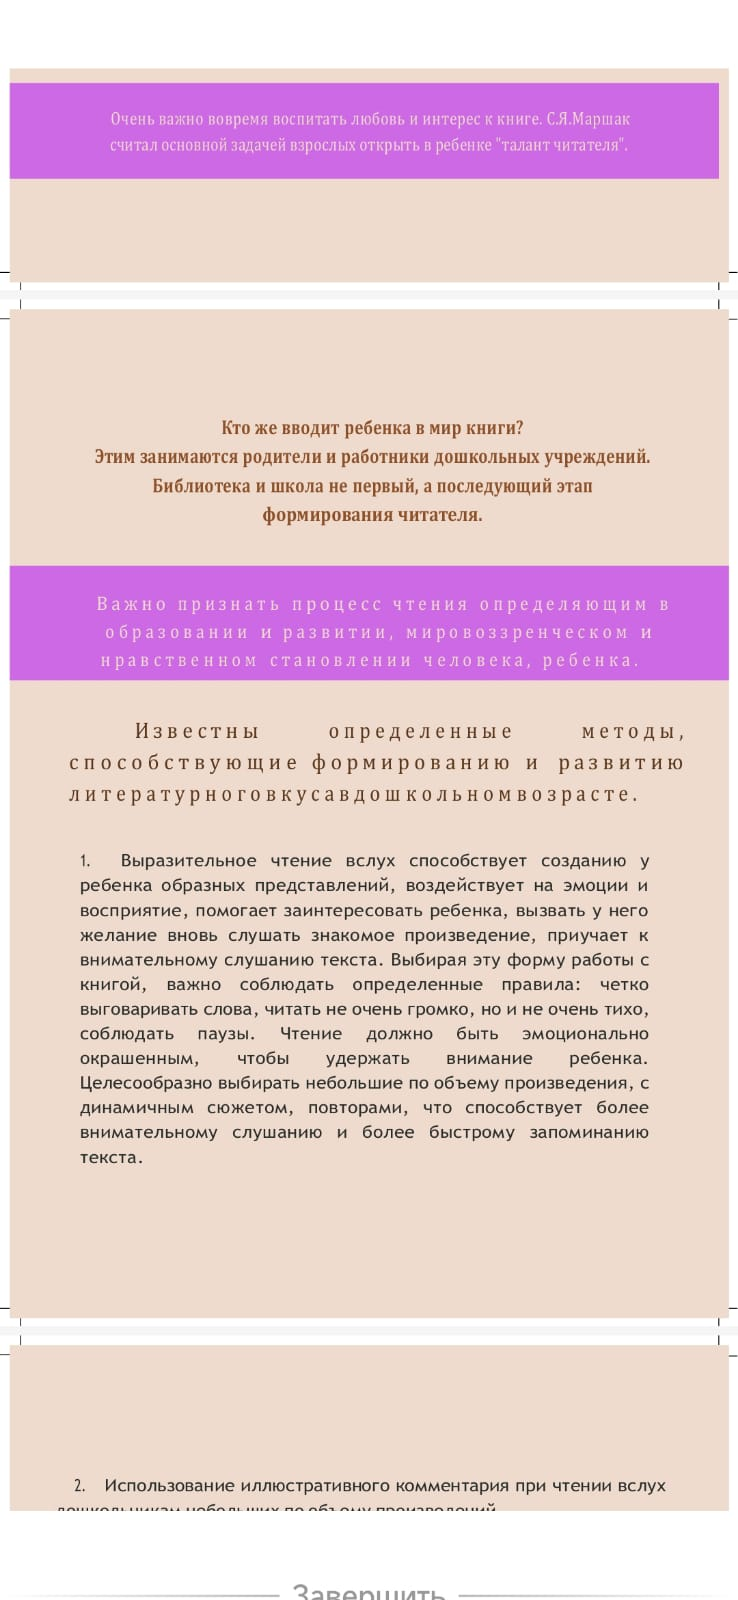 Очень важно вовремя воспитать любовь и интерес к книге. С.Я.Маршак
считал основной задачей взрослых открыть в ребенке "талант читателя".
Кто же вводит ребенка в мир книги?
Этим занимаются родители и работники дошкольных учреждений.
Библиотека и школа не первый, а последующий этап
формирования читателя.
Важно признать процесс чтения определяющим в
образовании и развитии, мировоззренческом и
нравственном становлении человека, ребенка.
Известны определенные методы,
способствующие формированию и развитию
литературноговкусавдошкольномвозрасте.
1. Выразительное чтение вслух способствует созданию у
ребенка образных представлений, воздействует на эмоции и
восприятие, помогает заинтересовать ребенка, вызвать у него
желание вновь слушать знакомое произведение, приучает к
внимательному слушанию текста. Выбирая эту форму работы с
книгой, важно соблюдать определенные правила: четко
выговаривать слова, читать не очень громко, но и не очень тихо,
соблюдать паузы. Чтение должно быть эмоционально
окрашенным, чтобы удержать внимание ребенка.
Целесообразно выбирать небольшие по объему произведения, с
динамичным сюжетом, повторами, что способствует более
внимательному слушанию и более быстрому запоминанию
текста.
2. Использование иллюстративного комментария при чтении вслух
дошкольникам небольших по объему произведений.
Завершить